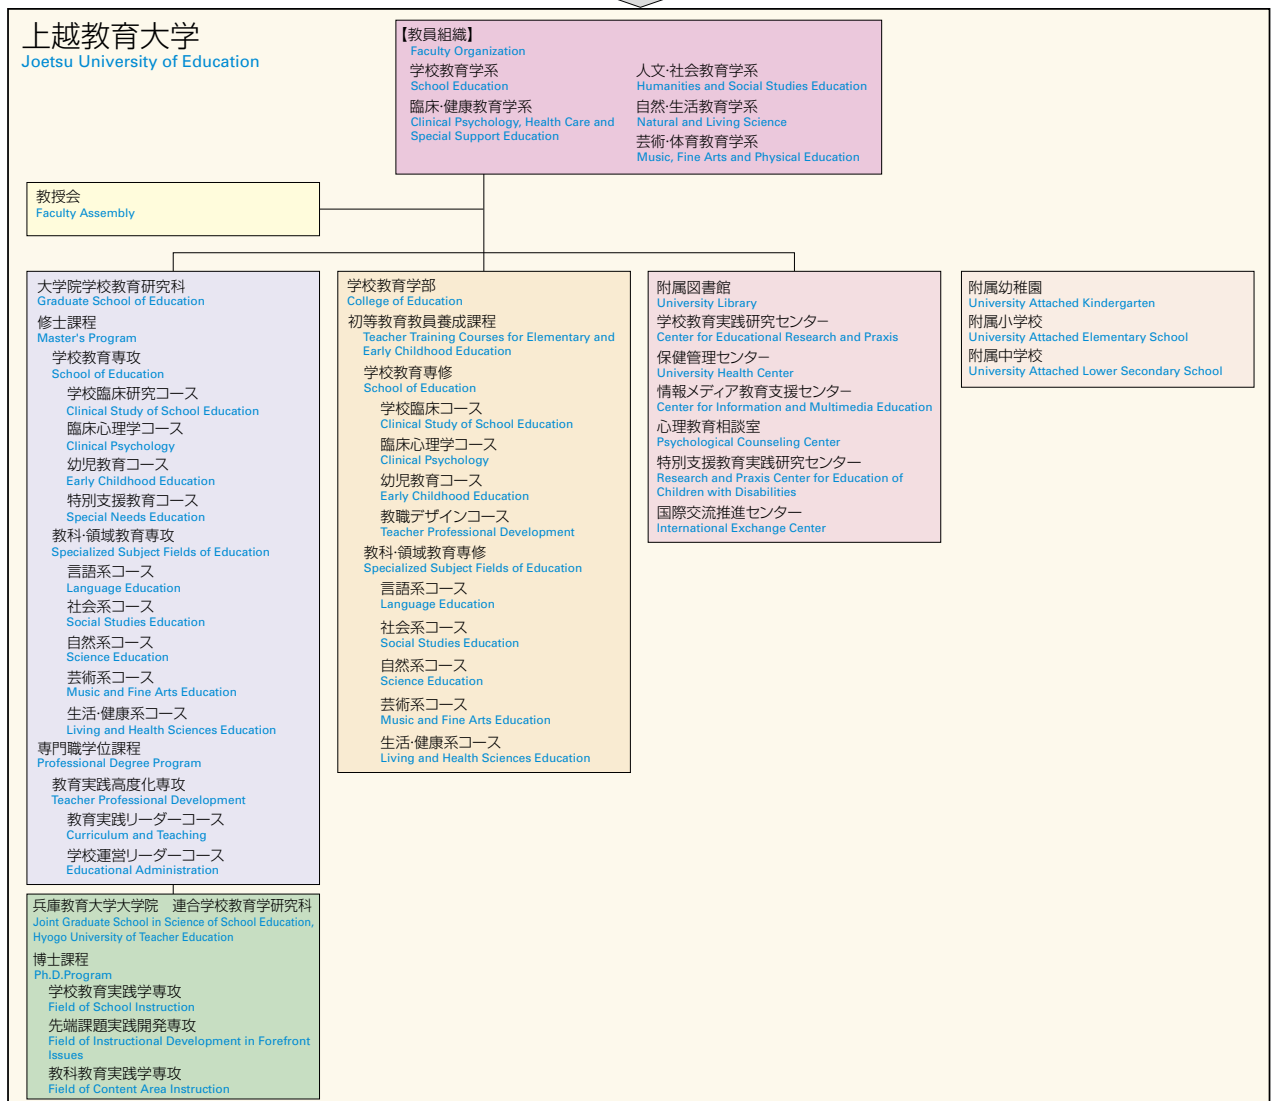 上越教育大学
Joetsu University of Education
【教員組織】
Faculty Organization
学校教育学系
School Education
臨床・健康教育学系
Clinical Psychology, Health Care and
Special Support Education
人文・社会教育学系
Humanities and Social Studies Education
自然・生活教育学系
Natural and Living Science
芸術・体育教育学系
Music, Fine Arts and Physical Education
教授会
Faculty Assembly
大学院学校教育研究科
Graduate School of Education
修士課程
Master's Program
学校教育専攻
School of Education
学校臨床研究コース
Clinical Study of School Education
臨床心理学コース
Clinical Psychology
幼児教育コース
Early Childhood Education
特別支援教育コース
Special Needs Education
教科・領域教育専攻
Specialized Subject Fields of Education
言語系コース
Language Education
社会系コース
Social Studies Education
自然系コース
Science Education
芸術系コース
Music and Fine Arts Education
生活・健康系コース
Living and Health Sciences Education
専門職学位課程
Professional Degree Program
教育実践高度化専攻
Teacher Professional Development
教育実践リーダーコース
Curriculum and Teaching
学校運営リーダーコース
Educational Administration
兵庫教育大学大学院　連合学校教育学研究科
Joint Graduate School in Science of School Education,
Hyogo University of Teacher Education
博士課程
Ph.D.Program
学校教育実践学専攻
Field of School Instruction
先端課題実践開発専攻
Field of Instructional Development in Forefront
Issues
教科教育実践学専攻
Field of Content Area Instruction
学校教育学部
College of Education
初等教育教員養成課程
Teacher Training Courses for Elementary and
Early Childhood Education
学校教育専修
School of Education
学校臨床コース
Clinical Study of School Education
臨床心理学コース
Clinical Psychology
幼児教育コース
Early Childhood Education
教職デザインコース
Teacher Professional Development
教科・領域教育専修
Specialized Subject Fields of Education
言語系コース
Language Education
社会系コース
Social Studies Education
自然系コース
Science Education
芸術系コース
Music and Fine Arts Education
生活・健康系コース
Living and Health Sciences Education
附属図書館
University Library
学校教育実践研究センター
Center for Educational Research and Praxis
保健管理センター
University Health Center
情報メディア教育支援センター
Center for Information and Multimedia Education
心理教育相談室
Psychological Counseling Center
特別支援教育実践研究センター
Research and Praxis Center for Education of
Children with Disabilities
国際交流推進センター
International Exchange Center
附属幼稚園
University Attached Kindergarten
附属小学校
University Attached Elementary School
附属中学校
University Attached Lower Secondary School